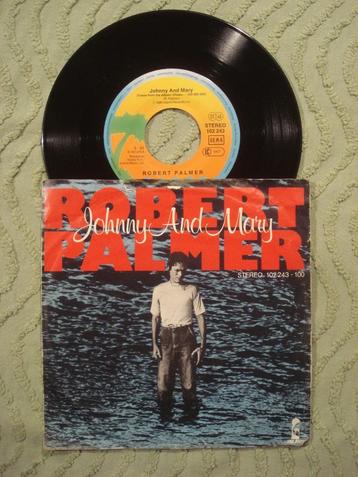 Johnny And Mary
STEREO
102 243
GEMA
ROBERT PALMER
ROBERT
Johnny And Mary
PALMER
STEREO 102 243 - 100